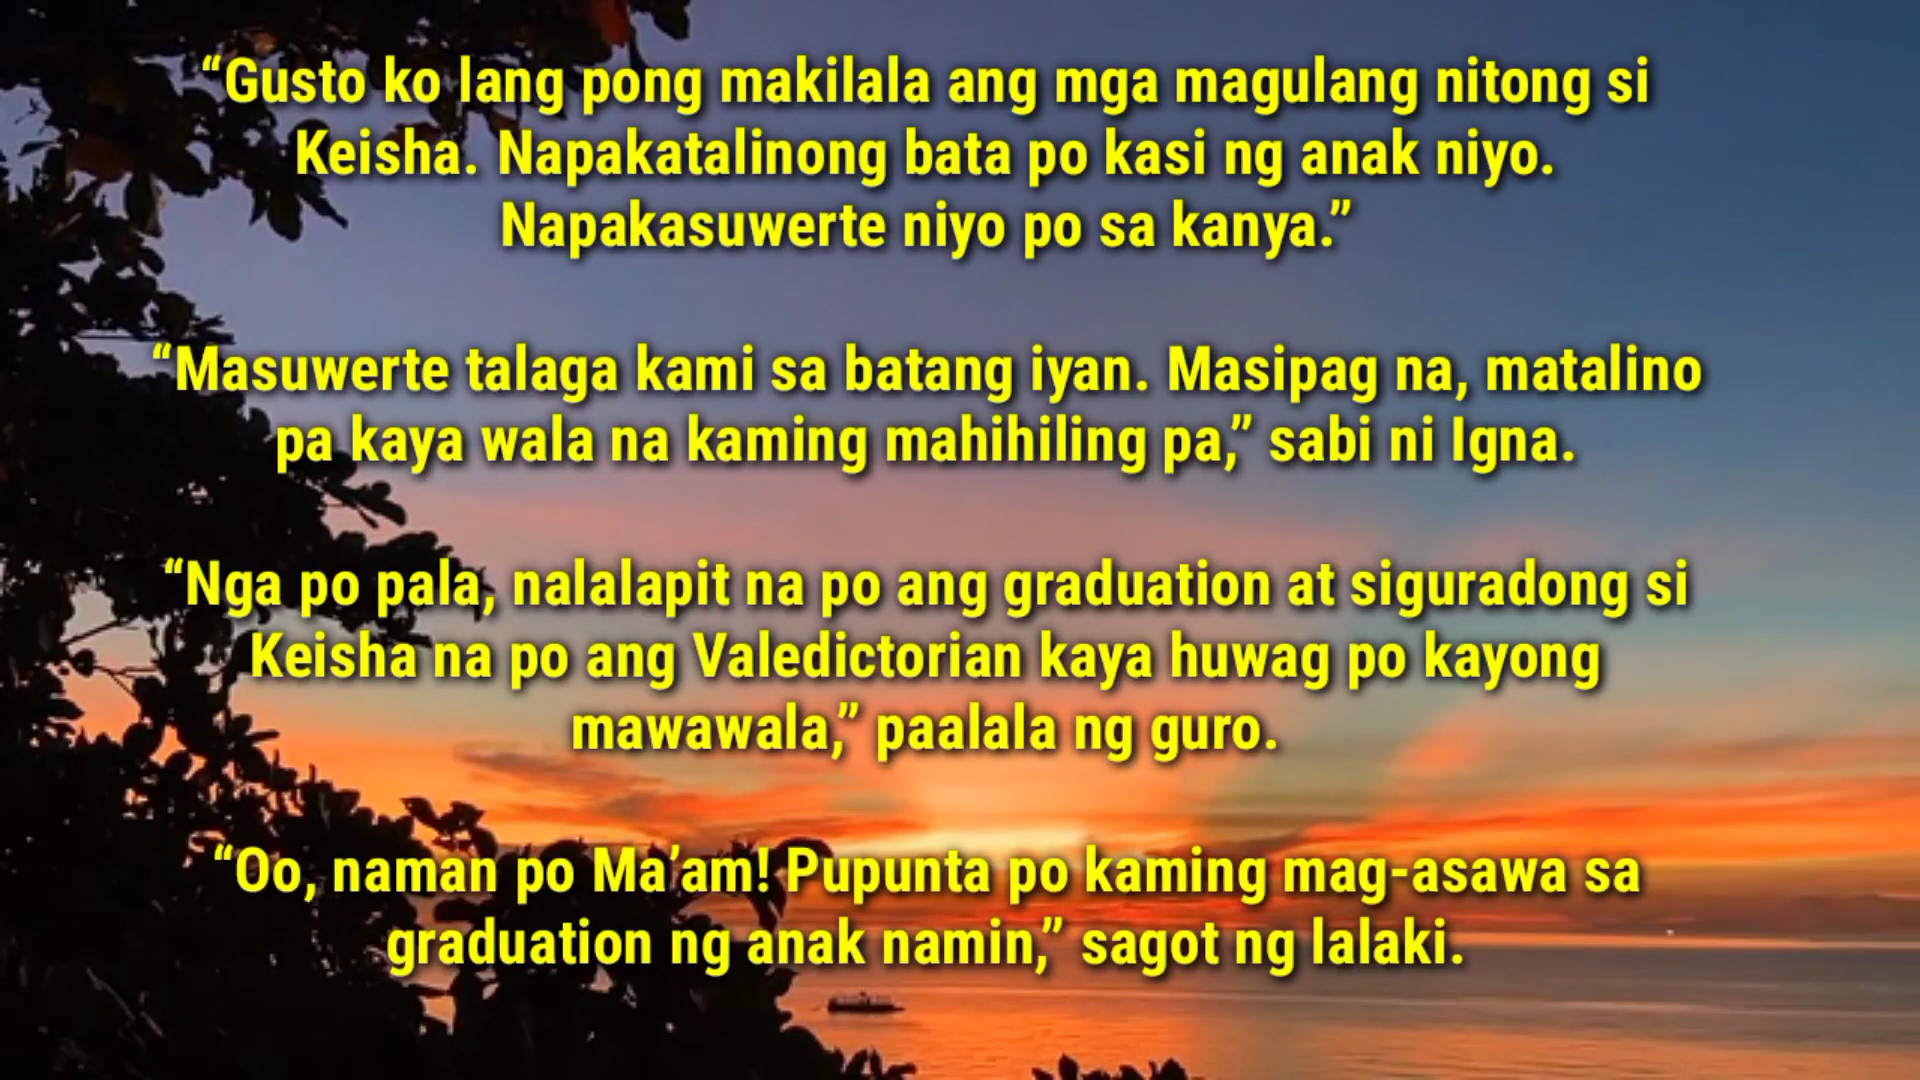 “Gusto ko lang pong makilala ang mga magulang nitong si
Keisha. Napakatalinong bata po kasi ng anak niyo.
Napakasuwerte niyo po sa kanya.”
“Masuwerte talaga kami sa batang iyan. Masipag na, matalino
pa kaya wala na kaming mahihiling pa,” sabi ni Igna.
“Nga po pala, nalalapit na po ang graduation at siguradong si
Keisha na po ang Valedictorian kaya huwag po kayong
mawawala,” paalala ng guro.
“Oo, naman po Ma’am! Pupunta po kaming mag-asawa sa
graduation ng anak namin,” sagot ng lalaki.